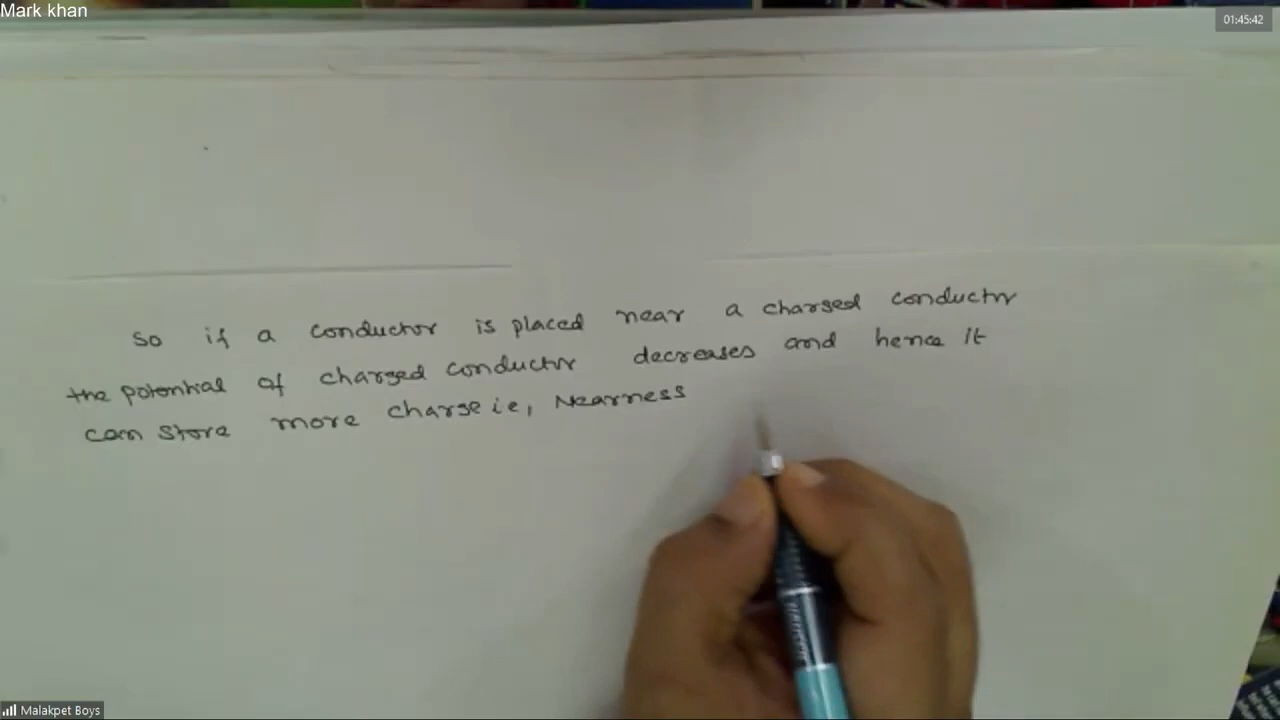 Mark khan
01:45:42
So if a conductor is placed near a charged conductor
the potential of charged conductor decreases and hence it
can store more charge ie, Nearness
Malakpet Boys